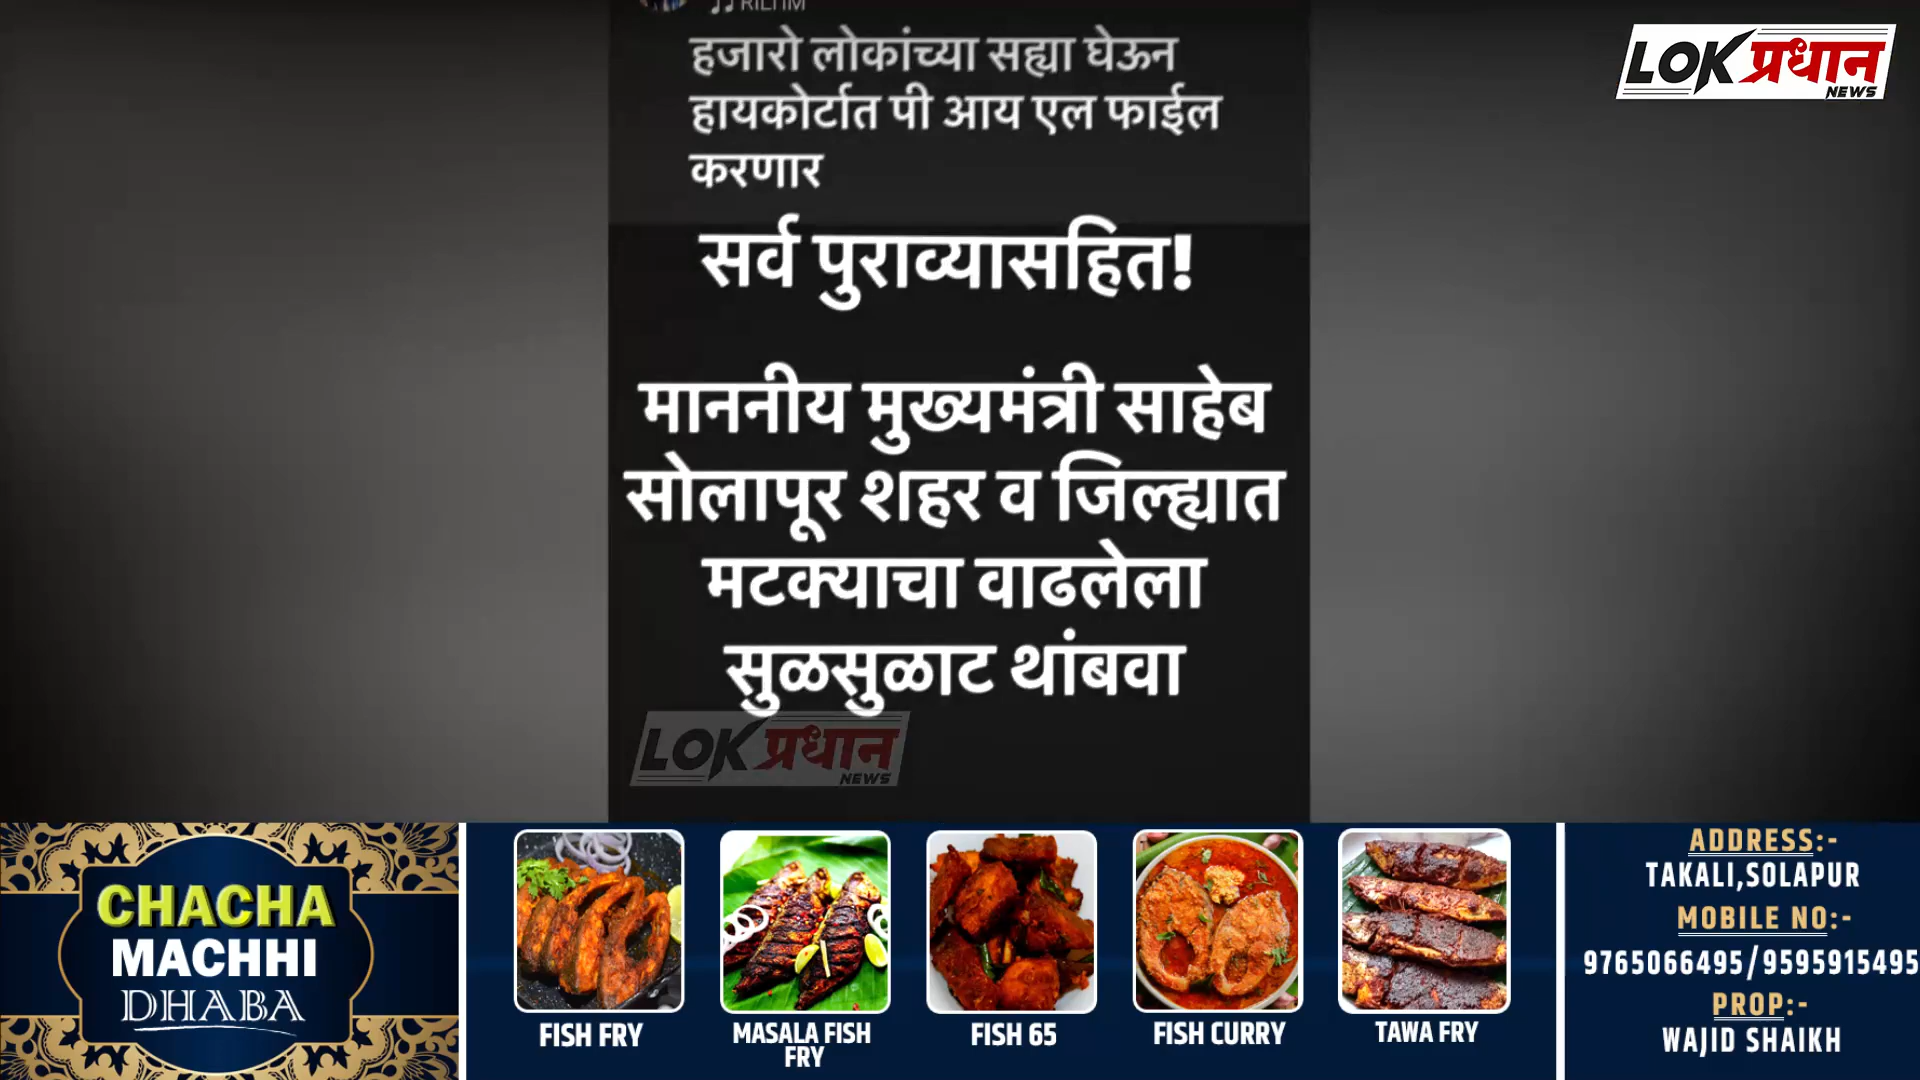 LOK प्रधान
NEWS
हजारो लोकांच्या सह्या घेऊन
हायकोर्टात पी आय एल फाईल
करणार
सर्व पुराव्यासहित!
माननीय मुख्यमंत्री साहेब
सोलापूर शहर व जिल्ह्यात
मटक्याचा वाढलेला
सुळसुळाट थांबवा
LOK प्रधान
NEWS
CHACHA
MACHHI
DHABA
FISH FRY
MASALA FISH
FRY
FISH 65
FISH CURRY
TAWA FRY
ADDRESS:-
TAKALI,SOLAPUR
MOBILE NO:-
9765066495/9595915495
PROP:-
WAJID SHAIKH